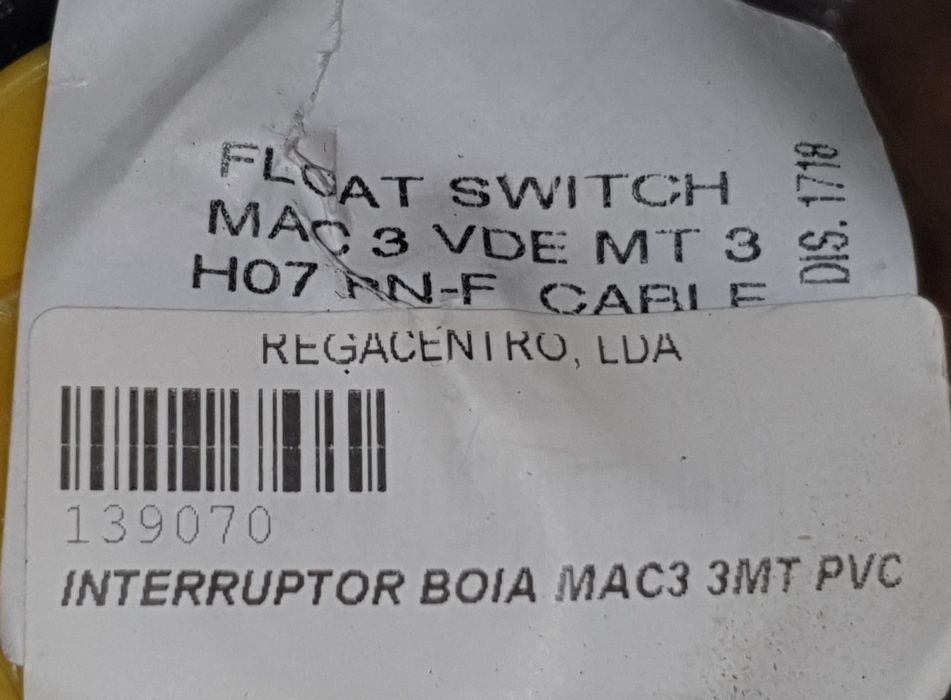 FLOAT SWITCH
MAC 3 VDE MT 3
H07 RN-F CABLE
DIS. 1718
REGACENTRO, LDA
139070
INTERRUPTOR BOIA MAC3 3MT PVC